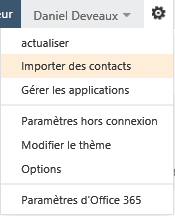 eur
Daniel Deveaux
actualiser
Importer des contacts
Gérer les applications
Paramètres hors connexion
Modifier le thème
Options
Paramètres d'Office 365